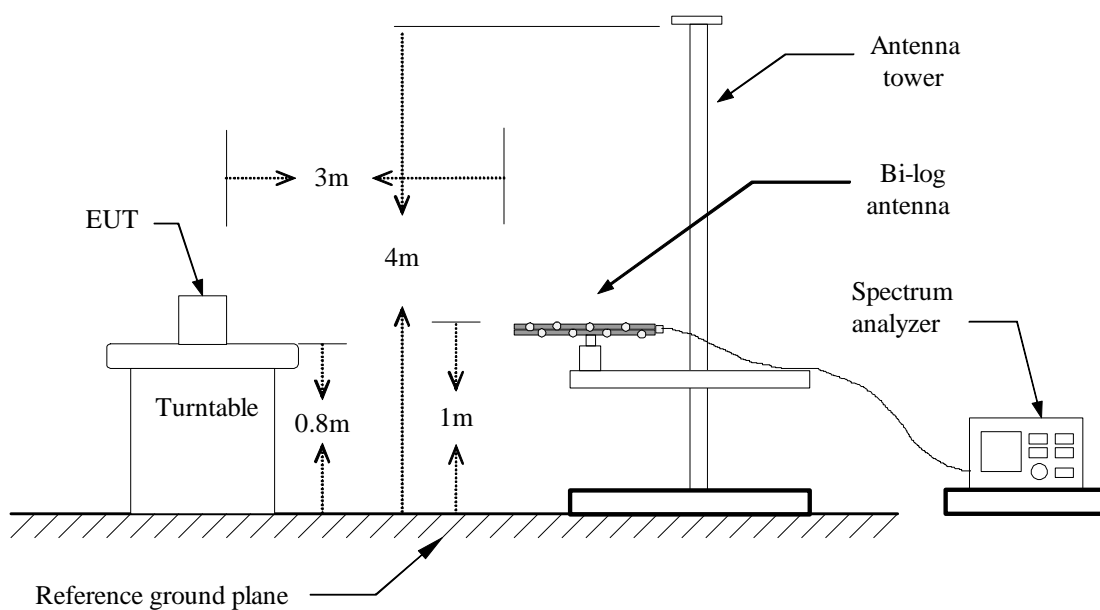 Antenna
tower
3m
Bi-log
antenna
EUT
4m
Spectrum
analyzer
Turntable
0.8m
1m
Reference ground plane